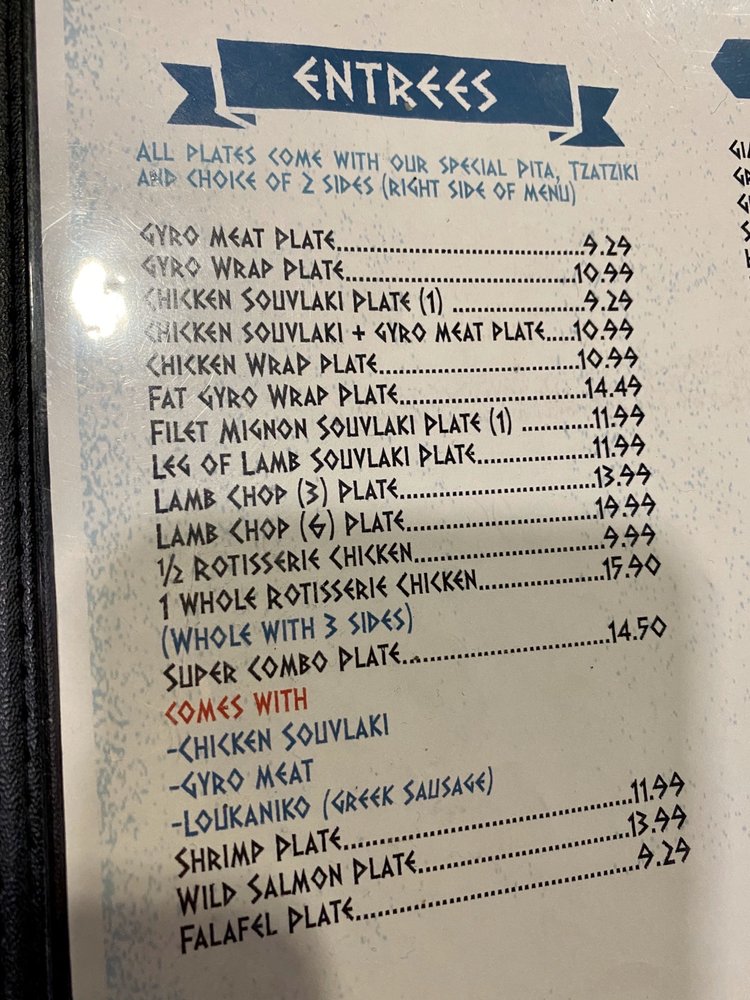 ENTREES
ALL PLATES COME WITH OUR SPECIAL PITA, TZATZIKI
AND CHOICE OF 2 SIDES (RIGHT SIDE OF MENU)
GYRO MEAT PLATE..............................9.29
GYRO WRAP PLATE............................10.99
CHICKEN SOUVLAKI PLATE (1) ................9.29
CHICKEN SOUVLAKI + GYRO MEAT PLATE.....10.99
CHICKEN WRAP PLATE........................10.99
FAT GYRO WRAP PLATE.......................14.49
FILET MIGNON SOUVLAKI PLATE (1) .........11.99
LEG OF LAMB SOUVLAKI PLATE...............11.99
LAMB CHOP (3) PLATE........................13.99
LAMB CHOP (6) PLATE........................19.99
1/2 ROTISSERIE CHICKEN.......................9.99
1 WHOLE ROTISSERIE CHICKEN................15.90
(WHOLE WITH 3 SIDES)
SUPER COMBO PLATE..........................14.50
COMES WITH
-CHICKEN SOUVLAKI
-GYRO MEAT
-LOUKANIKO (GREEK SAUSAGE)
SHRIMP PLATE.................................11.99
WILD SALMON PLATE..........................13.99
FALAFEL PLATE.................................9.29